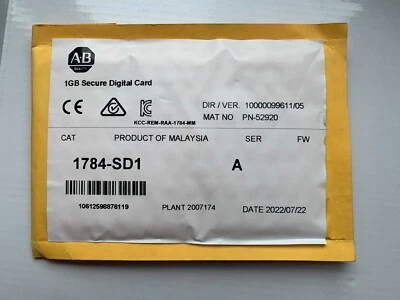 AB
1GB Secure Digital Card
DIR / VER. 10000099611/05
KCC-REM-RAA-1784-MM
MAT NO PN-52920
CAT PRODUCT OF MALAYSIA SER FW
1784-SD1 A
10612598876119 PLANT 2007174 DATE 2022/07/22